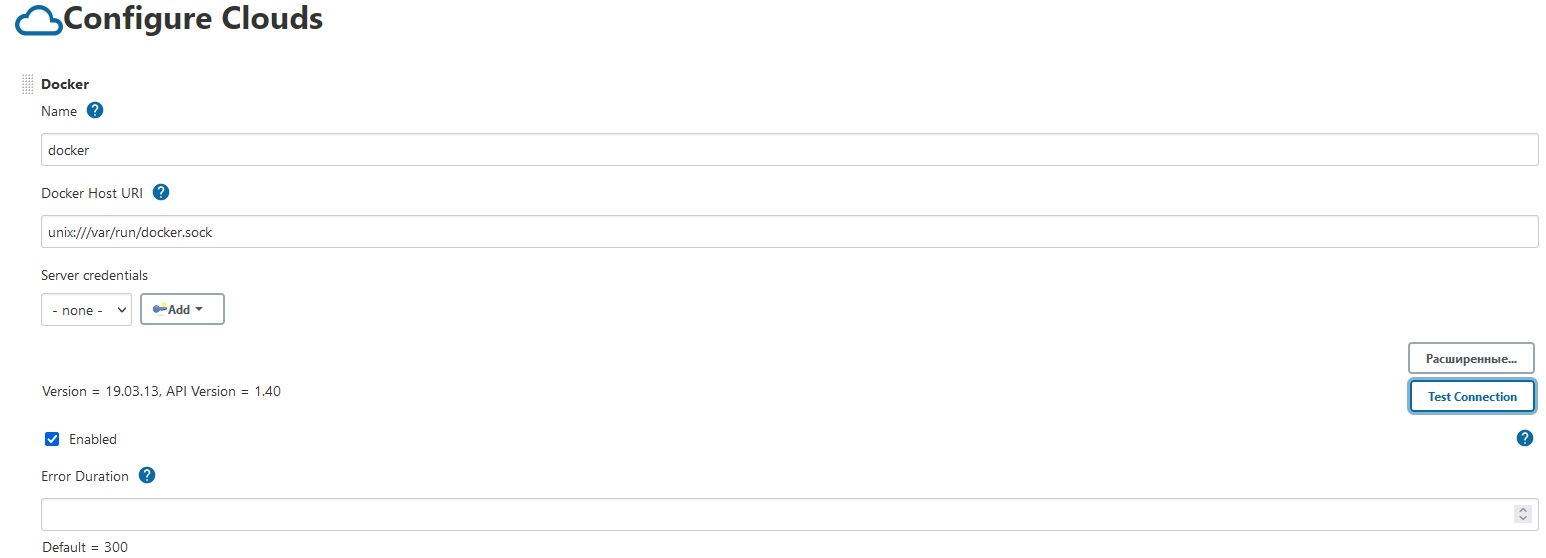 Configure Clouds
Docker
Name ?
docker
Docker Host URI ?
unix:///var/run/docker.sock
Server credentials
- none - Add
Расширенные...
Version = 19.03.13, API Version = 1.40
Test Connection
Enabled ?
Error Duration ?
Default = 300